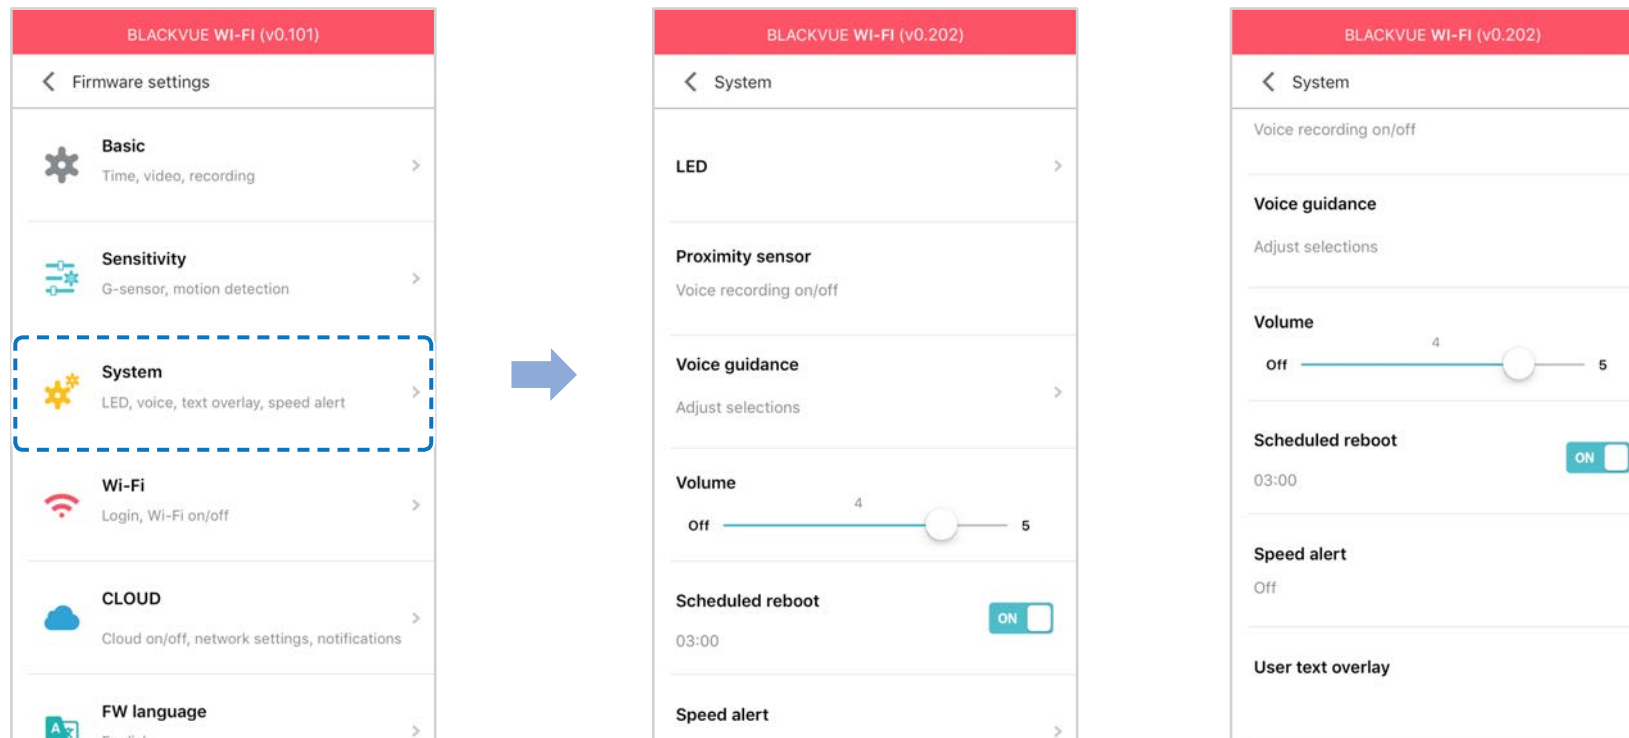 BLACKVUE WI-FI (v0.101)
Firmware settings
Basic
Time, video, recording
Sensitivity
G-sensor, motion detection
System
LED, voice, text overlay, speed alert
Wi-Fi
Login, Wi-Fi on/off
CLOUD
Cloud on/off, network settings, notifications
FW language
BLACKVUE WI-FI (v0.202)
System
LED
Proximity sensor
Voice recording on/off
Voice guidance
Adjust selections
Volume
4
Off 5
Scheduled reboot
ON
03:00
Speed alert
BLACKVUE WI-FI (v0.202)
System
Voice recording on/off
Voice guidance
Adjust selections
Volume
4
Off 5
Scheduled reboot
ON
03:00
Speed alert
Off
User text overlay